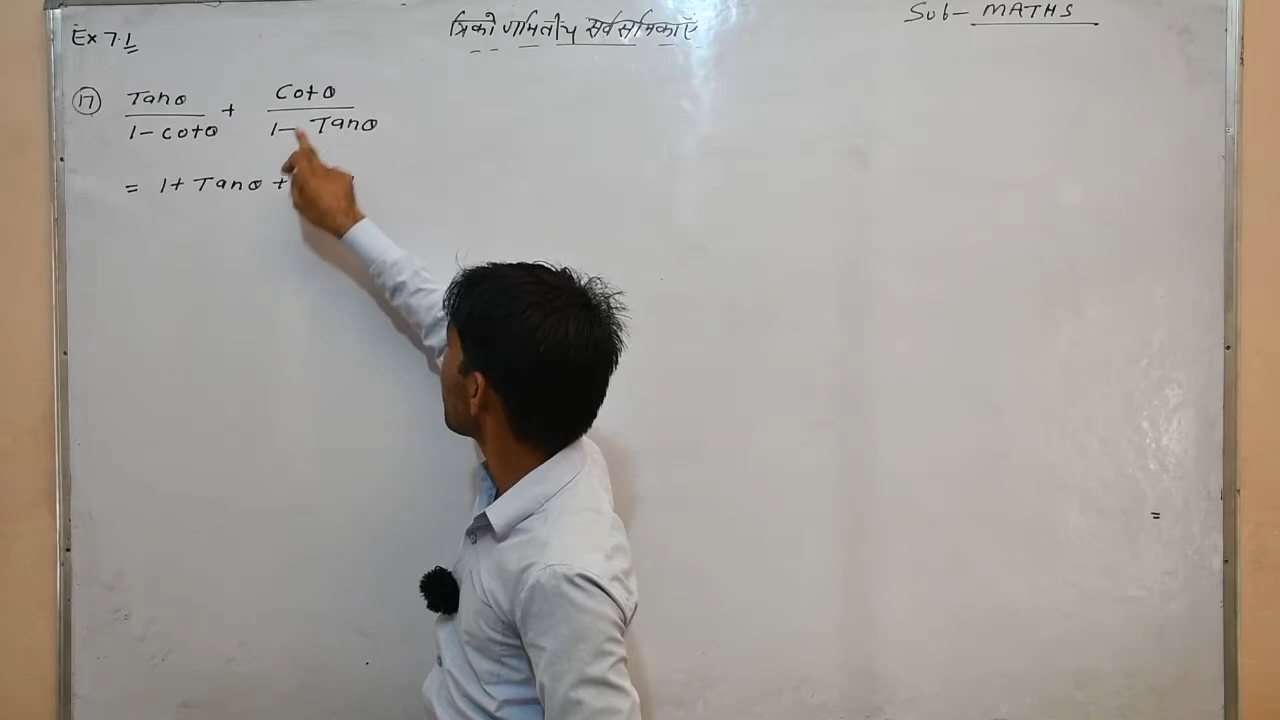 Sub- MATHS
Ex 7.1 त्रिकोणमितीय सर्वसमिकाएँ
17 Tanθ/1-cotθ + Cotθ/1- Tanθ
= 1+ Tanθ +
=